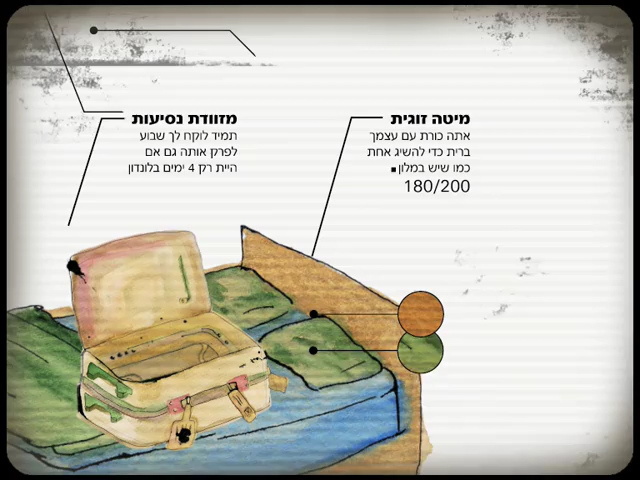 מיטה זוגית
אתה כורת עם עצמך
ברית כדי להשיג אחת
כמו שיש במלון
180/200
מזוודת נסיעות
תמיד לוקח לך שבוע
לפרק אותה גם אם
היית רק 4 ימים בלונדון